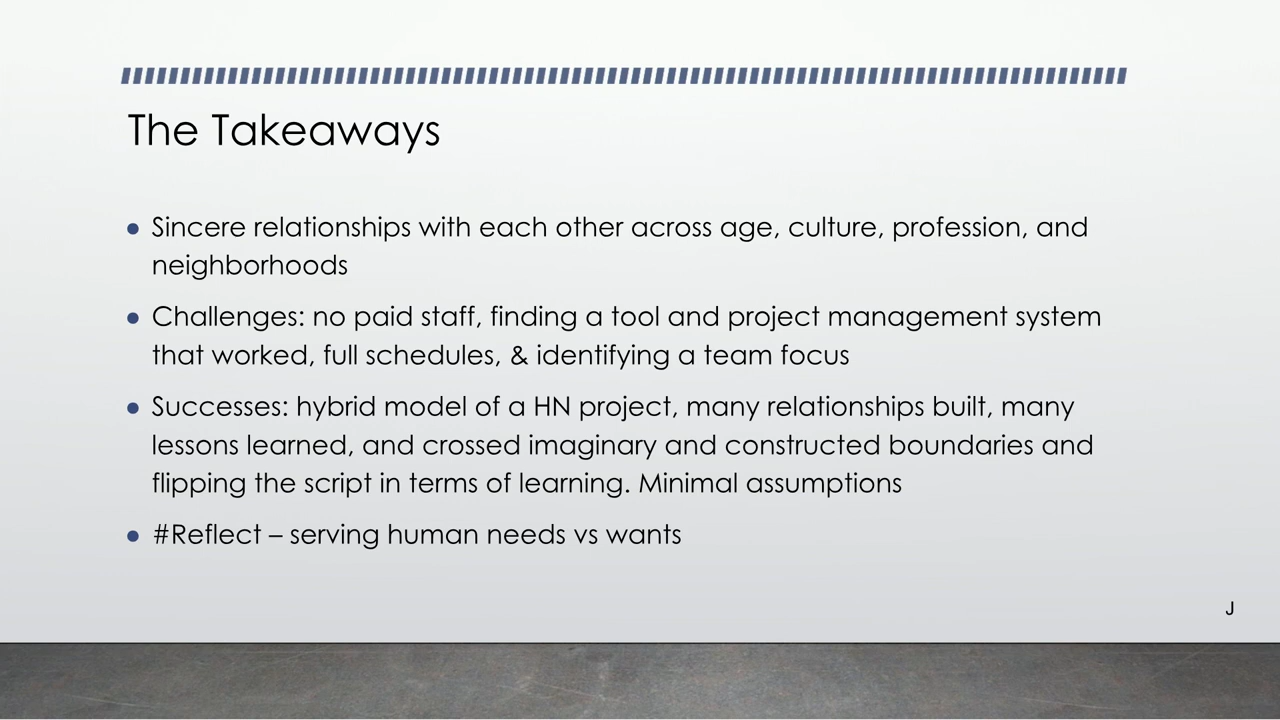 The Takeaways
● Sincere relationships with each other across age, culture, profession, and
neighborhoods
● Challenges: no paid staff, finding a tool and project management system
that worked, full schedules, & identifying a team focus
● Successes: hybrid model of a HN project, many relationships built, many
lessons learned, and crossed imaginary and constructed boundaries and
flipping the script in terms of learning. Minimal assumptions
● #Reflect – serving human needs vs wants
J